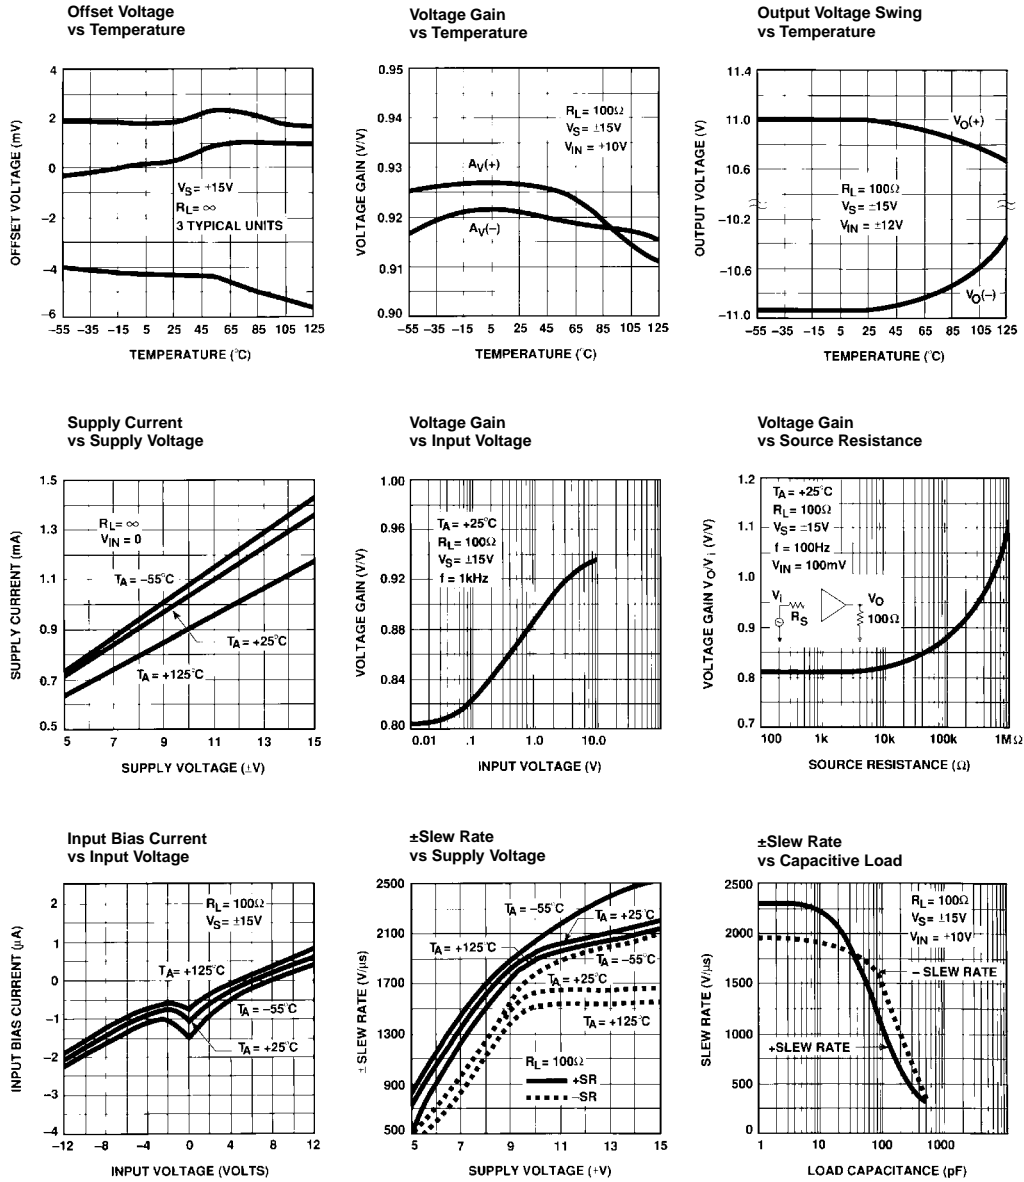 Offset Voltage
vs Temperature
4
2
0
−2
−4
−6
OFFSET VOLTAGE (mV)
VS = +15V
RL = ∞
3 TYPICAL UNITS
−55 −35 −15 5 25 45 65 85 105 125
TEMPERATURE (°C)
Voltage Gain
vs Temperature
0.95
0.94
0.93
0.92
0.91
0.90
VOLTAGE GAIN (V/V)
RL = 100Ω
VS = ±15V
VIN = +10V
AV(+)
AV(−)
−55 −35 −15 5 25 45 65 85 105 125
TEMPERATURE (°C)
Output Voltage Swing
vs Temperature
11.4
11.0
10.6
−10.2
−10.6
−11.0
OUTPUT VOLTAGE (V)
VO(+)
RL = 100Ω
VS = ±15V
VIN = ±12V
VO(−)
−55 −35 −15 5 25 45 65 85 105 125
TEMPERATURE (°C)
Supply Current
vs Supply Voltage
1.5
1.3
1.1
0.9
0.7
0.5
SUPPLY CURRENT (mA)
RL = ∞
VIN = 0
TA = −55°C
TA = +25°C
TA = +125°C
5 7 9 11 13 15
SUPPLY VOLTAGE (±V)
Voltage Gain
vs Input Voltage
1.00
0.96
0.92
0.88
0.84
0.80
VOLTAGE GAIN (V/V)
TA = +25°C
RL = 100Ω
VS = ±15V
f = 1kHz
0.01 .1 1.0 10.0
INPUT VOLTAGE (V)
Voltage Gain
vs Source Resistance
1.2
1.1
1.0
0.9
0.8
0.7
VOLTAGE GAIN VO/Vi (V/V)
TA = +25°C
RL = 100Ω
VS = ±15V
f = 100Hz
VIN = 100mV
Vi
RS
VO
100Ω
100 1k 10k 100k 1MΩ
SOURCE RESISTANCE (Ω)
Input Bias Current
vs Input Voltage
2
1
0
−1
−2
−3
−4
INPUT BIAS CURRENT (μA)
RL = 100Ω
VS = ±15V
TA = +125°C
TA = −55°C
TA = +25°C
−12 −8 −4 0 4 8 12
INPUT VOLTAGE (VOLTS)
±Slew Rate
vs Supply Voltage
2500
2100
1700
1300
900
500
±SLEW RATE (V/μs)
TA = −55°C
TA = +25°C
TA = +125°C
TA = −55°C
TA = +25°C
TA = +125°C
RL = 100Ω
+SR
−SR
5 7 9 11 13 15
SUPPLY VOLTAGE (+V)
±Slew Rate
vs Capacitive Load
2500
2000
1500
1000
500
0
SLEW RATE (V/μs)
RL = 100Ω
VS = ±15V
VIN = +10V
− SLEW RATE
+SLEW RATE
1 10 100 1000
LOAD CAPACITANCE (pF)